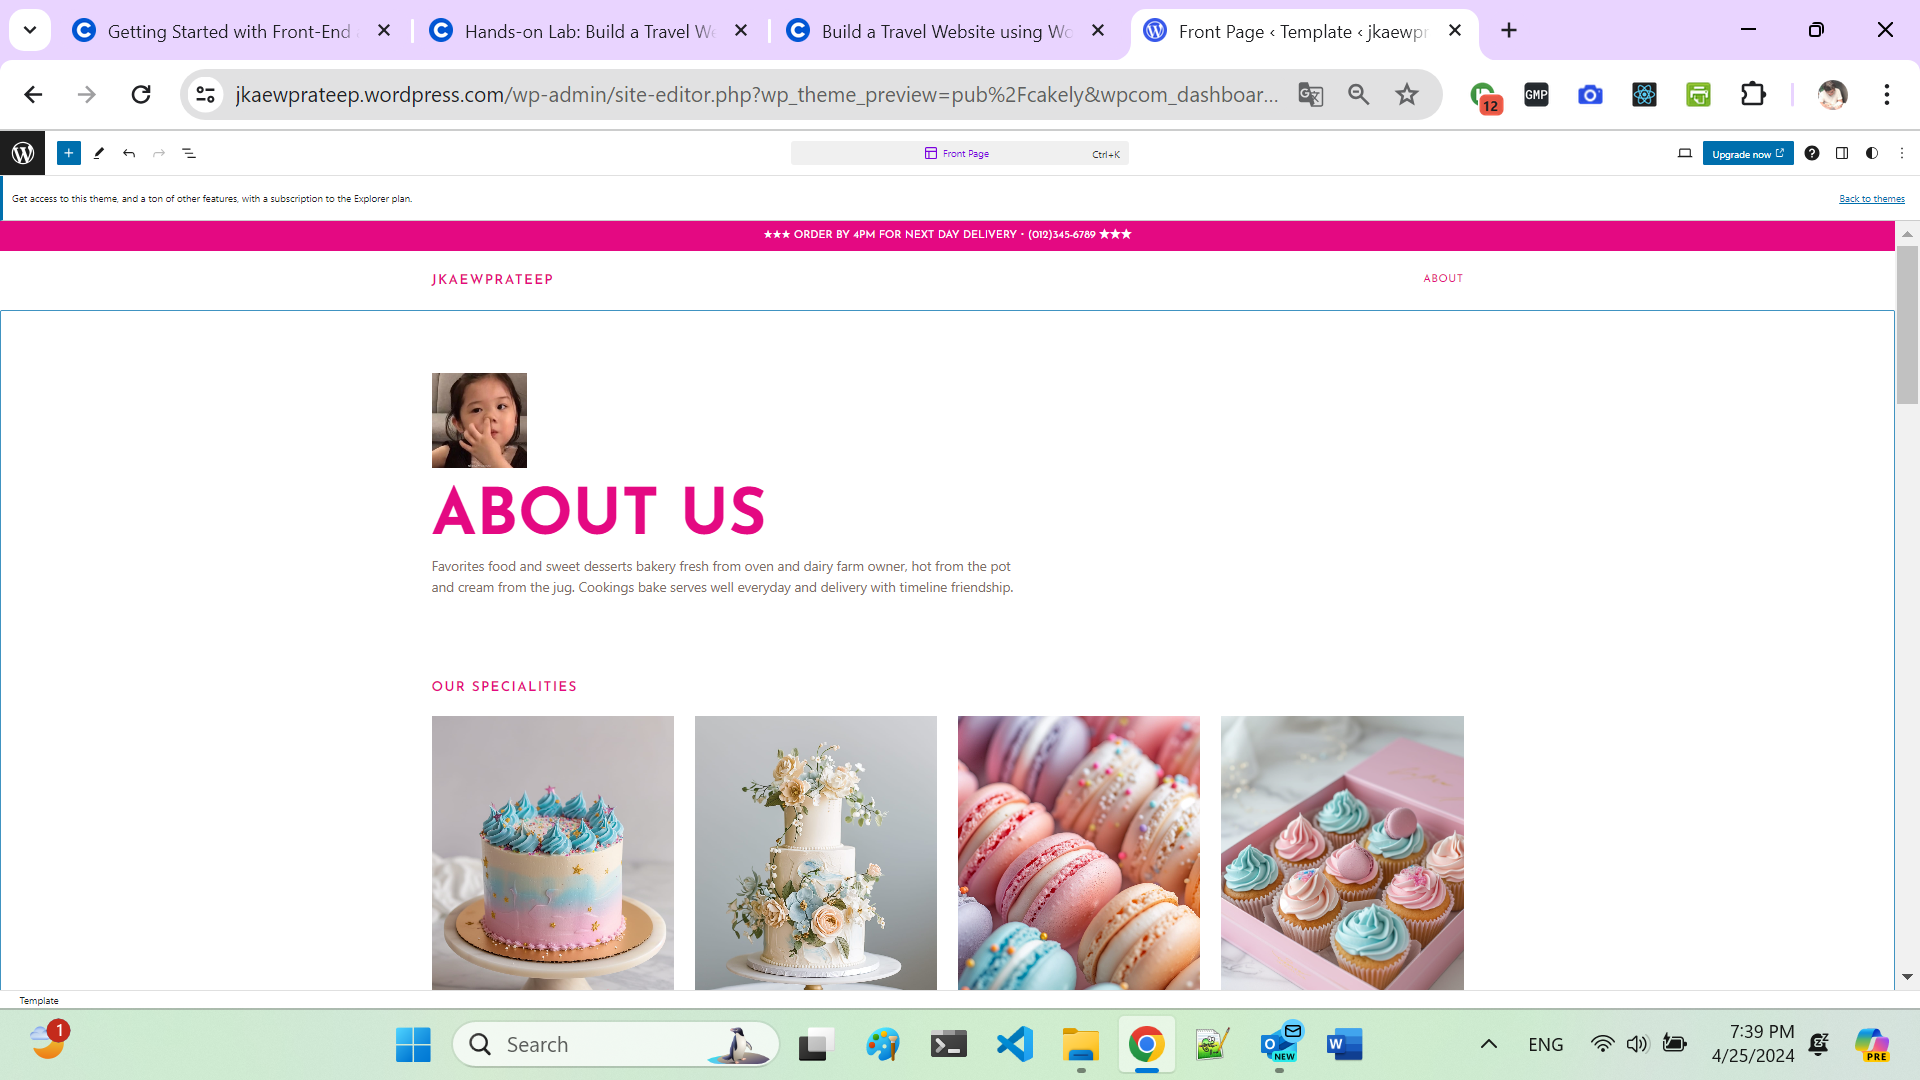 Getting Started with Front-End
Hands-on Lab: Build a Travel We
Build a Travel Website using Wo
Front Page ‹ Template ‹ jkaewpr
jkaewprateep.wordpress.com/wp-admin/site-editor.php?wp_theme_preview=pub%2Fcakely&wpcom_dashboar...
12
GMP
Front Page
Ctrl+K
Upgrade now
Get access to this theme, and a ton of other features, with a subscription to the Explorer plan.
Back to themes
★★★ ORDER BY 4PM FOR NEXT DAY DELIVERY • (012)345-6789 ★★★
JKAEWPRATEEP
ABOUT
ABOUT US
Favorites food and sweet desserts bakery fresh from oven and dairy farm owner, hot from the pot
and cream from the jug. Cookings bake serves well everyday and delivery with timeline friendship.
OUR SPECIALITIES
Template
1
Search
NEW
ENG
7:39 PM
4/25/2024
PRE